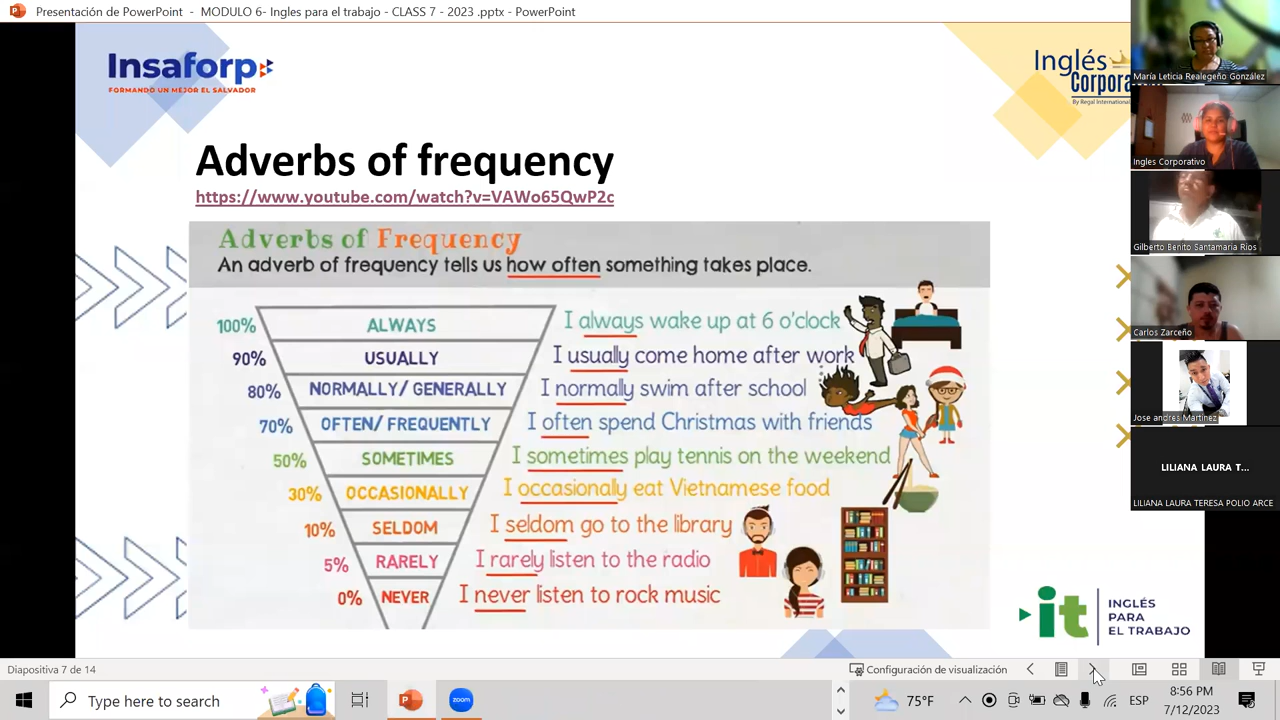 Presentación de PowerPoint - MODULO 6- Ingles para el trabajo - CLASS 7 - 2023 .pptx - PowerPoint
Insaforp
FORMANDO UN MEJOR EL SALVADOR
Inglés
Corpora
By Regal International
Adverbs of frequency
https://www.youtube.com/watch?v=VAWo65QwP2c
Adverbs of Frequency
An adverb of frequency tells us how often something takes place.
100% ALWAYS I always wake up at 6 o'clock
90% USUALLY I usually come home after work
80% NORMALLY/ GENERALLY I normally swim after school
70% OFTEN/ FREQUENTLY I often spend Christmas with friends
50% SOMETIMES I sometimes play tennis on the weekend
30% OCCASIONALLY I occasionally eat Vietnamese food
10% SELDOM I seldom go to the library
5% RARELY I rarely listen to the radio
0% NEVER I never listen to rock music
it
INGLÉS
PARA
EL TRABAJO
María Leticia Realegeño González
Ingles Corporativo
Gilberto Benito Santamaria Rios
Carlos Zarceño
Jose andres Martinez
LILIANA LAURA T...
LILIANA LAURA TERESA POLIO ARCE
Diapositiva 7 de 14
Configuración de visualización
Type here to search
zoom
75°F
ESP
8:56 PM
7/12/2023